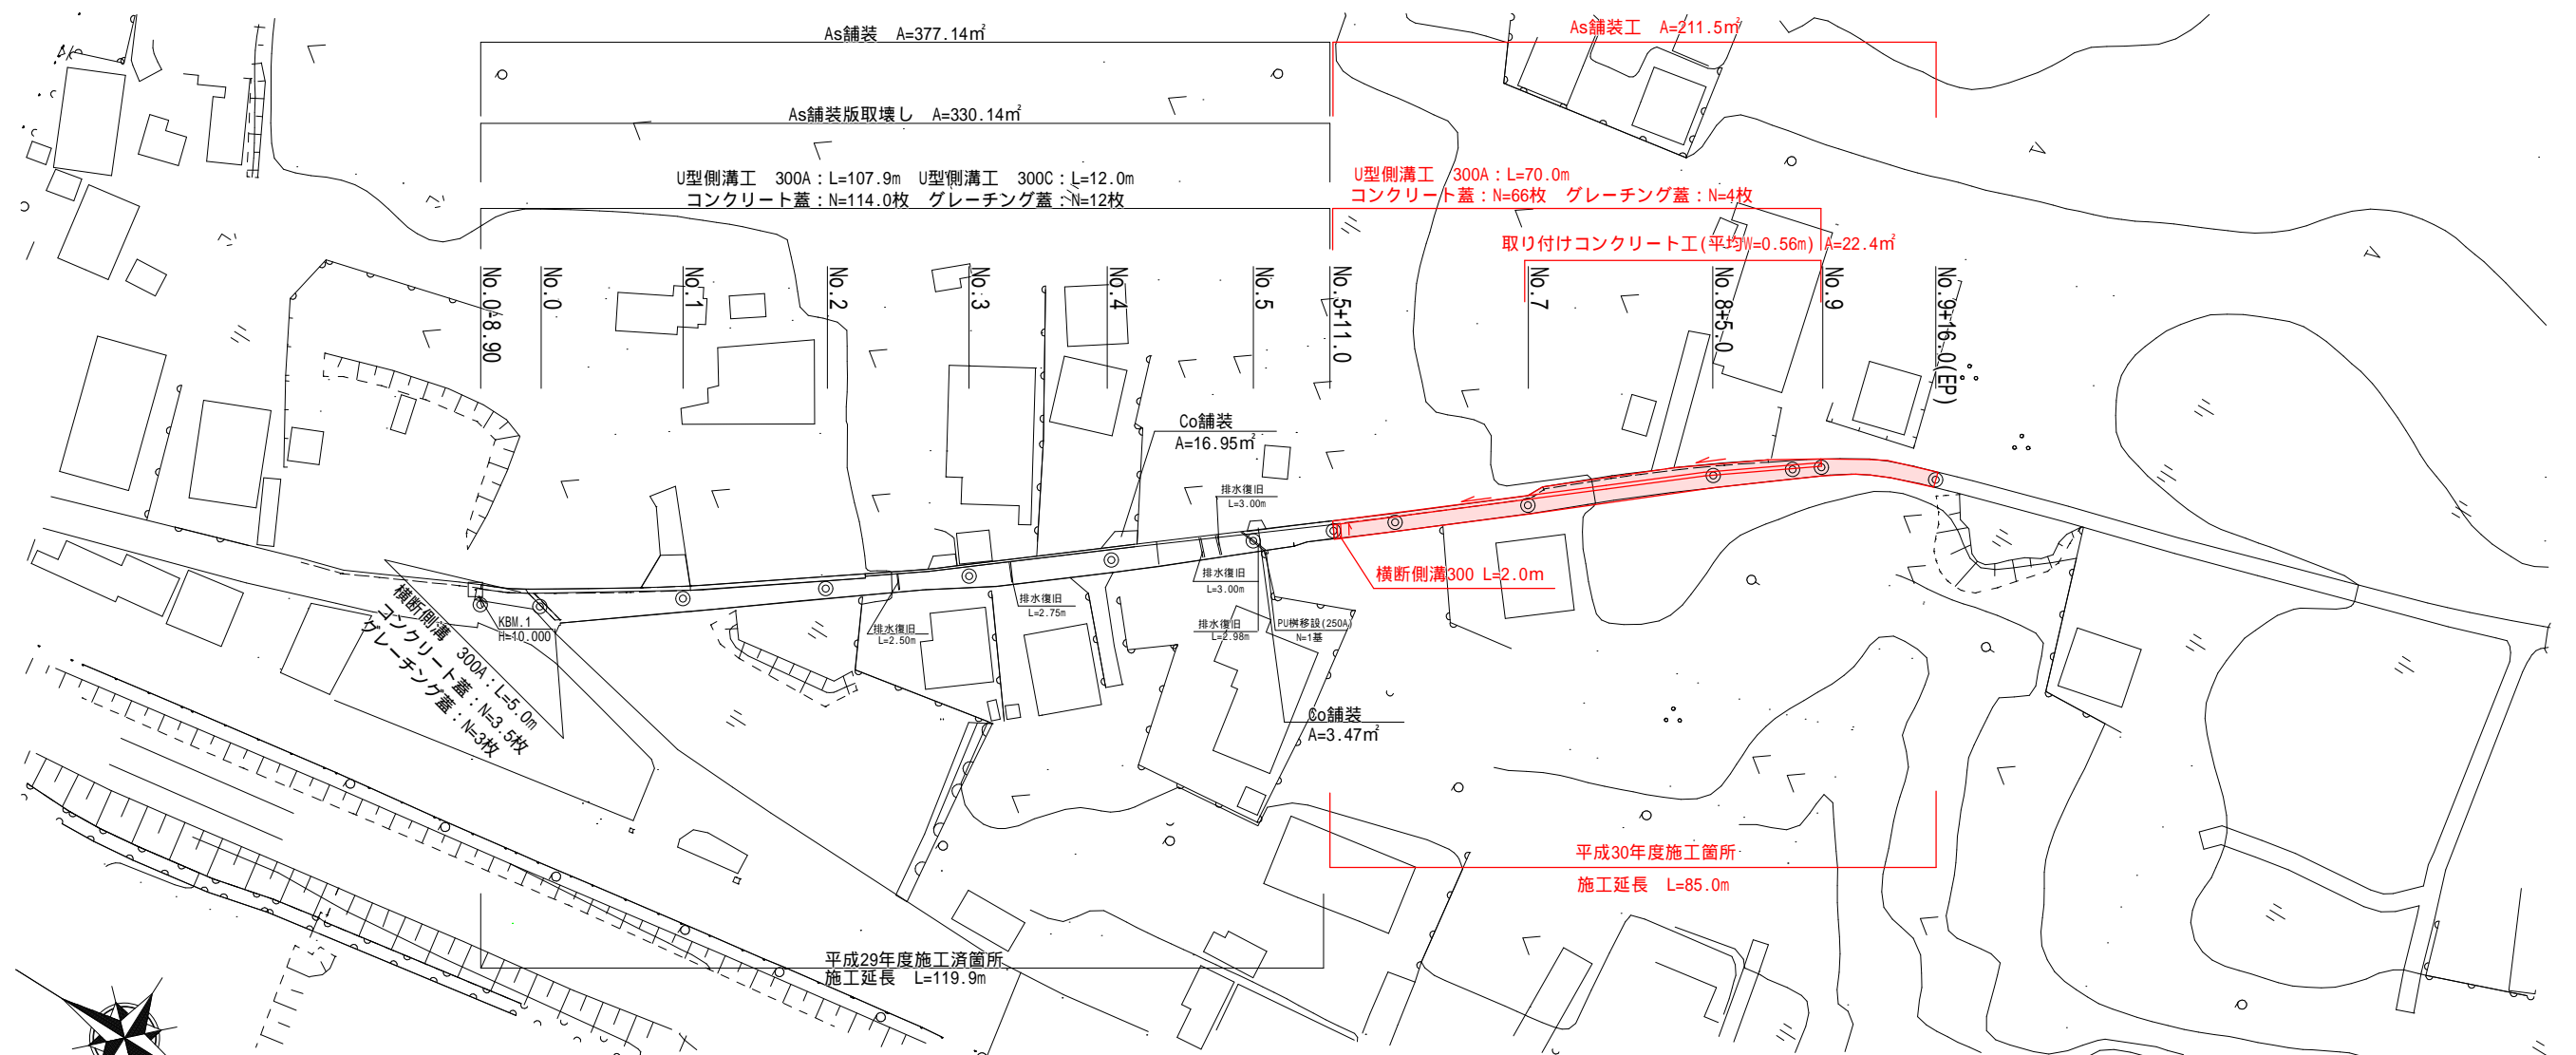 As舗装　A=377.14㎡
As舗装工　A=211.5㎡
As舗装版取壊し　A=330.14㎡
U型側溝工　300A：L=107.9m　U型側溝工　300C：L=12.0m
コンクリート蓋：N=114.0枚　グレーチング蓋：N=12枚
U型側溝工　300A：L=70.0m
コンクリート蓋：N=66枚　グレーチング蓋：N=4枚
取り付けコンクリート工(平均W=0.56m) A=22.4㎡
No.0-8.90
No.0
No.1
No.2
No.3
No.4
No.5
No.5+11.0
No.7
No.8+5.0
No.9
No.9+16.0(EP)
Co舗装
A=16.95㎡
排水復旧
L=3.00m
排水復旧
L=3.00m
横断側溝300 L=2.0m
排水復旧
L=2.75m
排水復旧
L=2.50m
排水復旧
L=2.98m
PU桝移設(250A)
N=1基
KBM.1
H=10.000
横断側溝　300A：L=5.0m
コンクリート蓋：N=3.5枚
グレーチング蓋：N=3枚
Co舗装
A=3.47㎡
平成30年度施工箇所
施工延長　L=85.0m
平成29年度施工済箇所
施工延長　L=119.9m